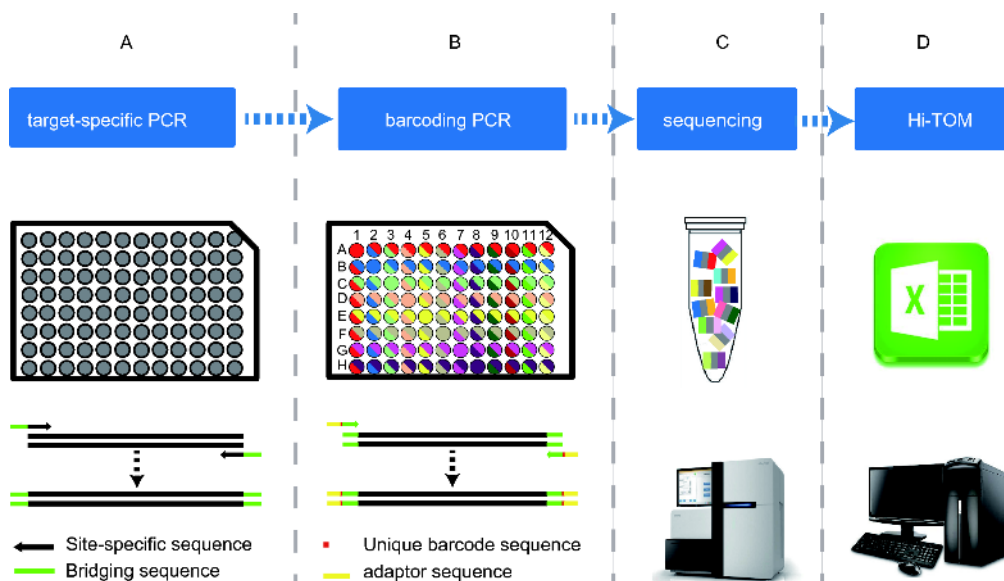 A
B
C
D
target-specific PCR
barcoding PCR
sequencing
Hi-TOM
1 2 3 4 5 6 7 8 9 10 11 12
A
B
C
D
E
F
G
H
X
Site-specific sequence
Bridging sequence
Unique barcode sequence
adaptor sequence